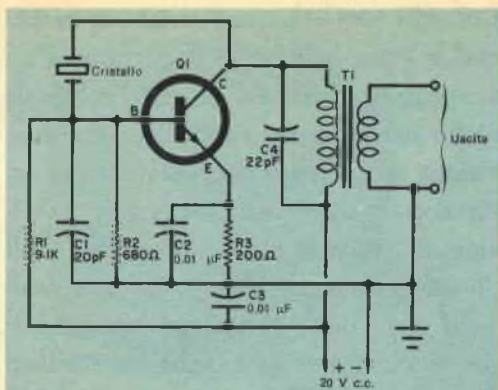 Cristallo
Q1
C
B
E
T1
C4
22pF
Uscita
R1
9.1K
C1
20pF
R2
680Ω
C2
0.01 µF
R3
200Ω
C3
0.01 µF
+ -
20 V c.c.